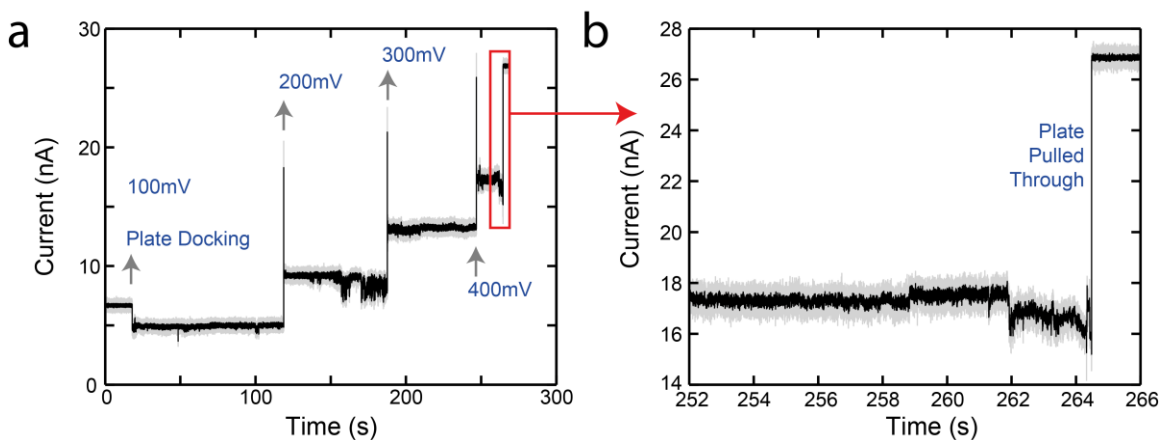 a
30
20
10
0
Current (nA)
0
100
200
300
Time (s)
100mV
Plate Docking
200mV
300mV
400mV
b
28
26
24
22
20
18
16
14
Current (nA)
252
254
256
258
260
262
264
266
Time (s)
Plate
Pulled
Through